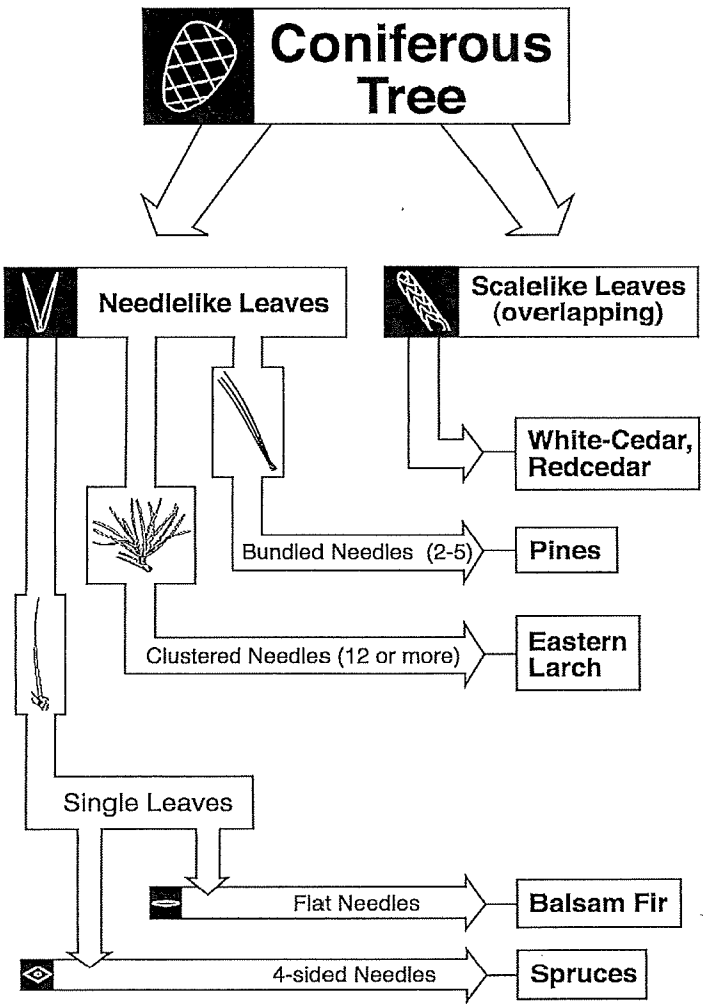 Coniferous
Tree
Needlelike Leaves
Scalelike Leaves
(overlapping)
White-Cedar,
Redcedar
Bundled Needles (2-5)
Pines
Clustered Needles (12 or more)
Eastern
Larch
Single Leaves
Flat Needles
Balsam Fir
4-sided Needles
Spruces